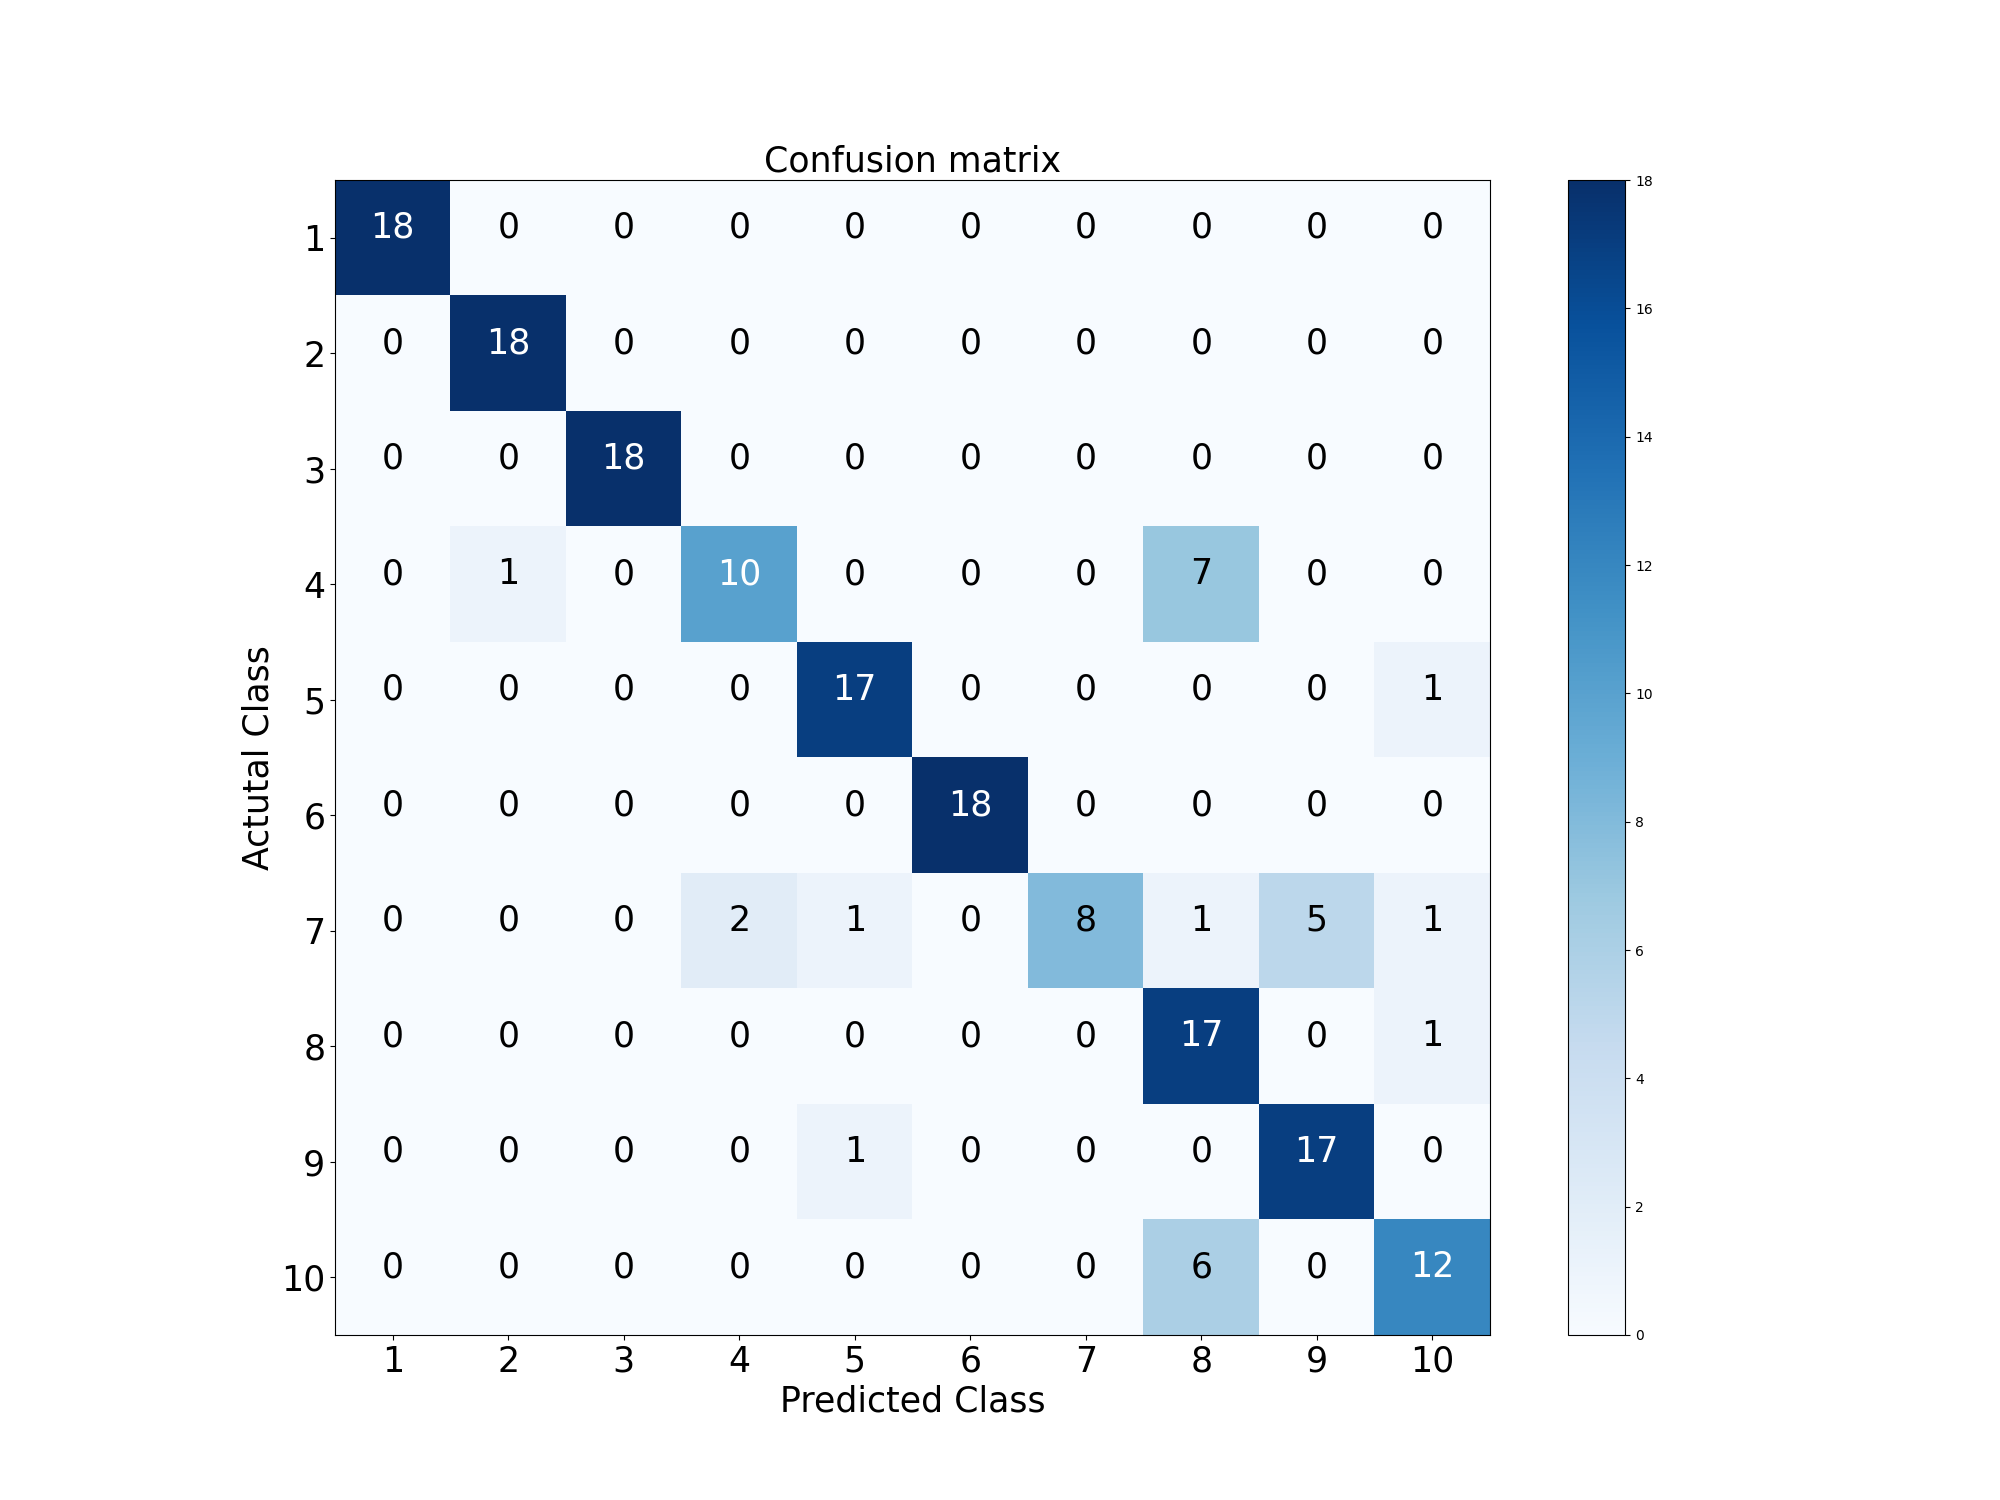 Confusion matrix
1 18 0 0 0 0 0 0 0 0 0
2 0 18 0 0 0 0 0 0 0 0
3 0 0 18 0 0 0 0 0 0 0
4 0 1 0 10 0 0 0 7 0 0
5 0 0 0 0 17 0 0 0 0 1
6 0 0 0 0 0 18 0 0 0 0
7 0 0 0 2 1 0 8 1 5 1
8 0 0 0 0 0 0 0 17 0 1
9 0 0 0 0 1 0 0 0 17 0
10 0 0 0 0 0 0 0 6 0 12
1 2 3 4 5 6 7 8 9 10
Predicted Class
Actutal Class
18
16
14
12
10
8
6
4
2
0